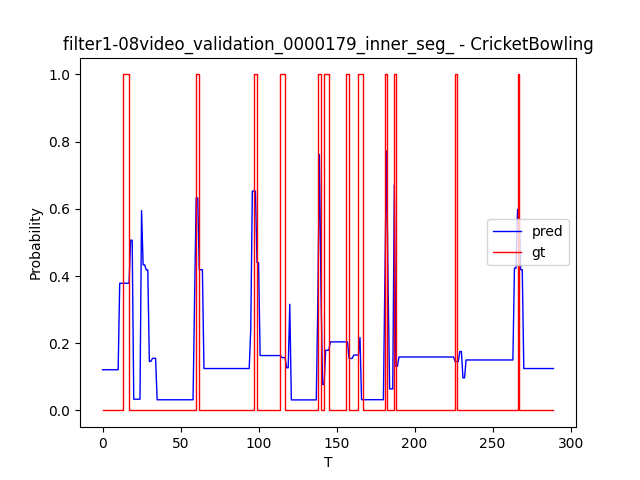 filter1-08video_validation_0000179_inner_seg_ - CricketBowling
1.0
0.8
0.6
0.4
0.2
0.0
Probability
pred
gt
0
50
100
150
200
250
300
T